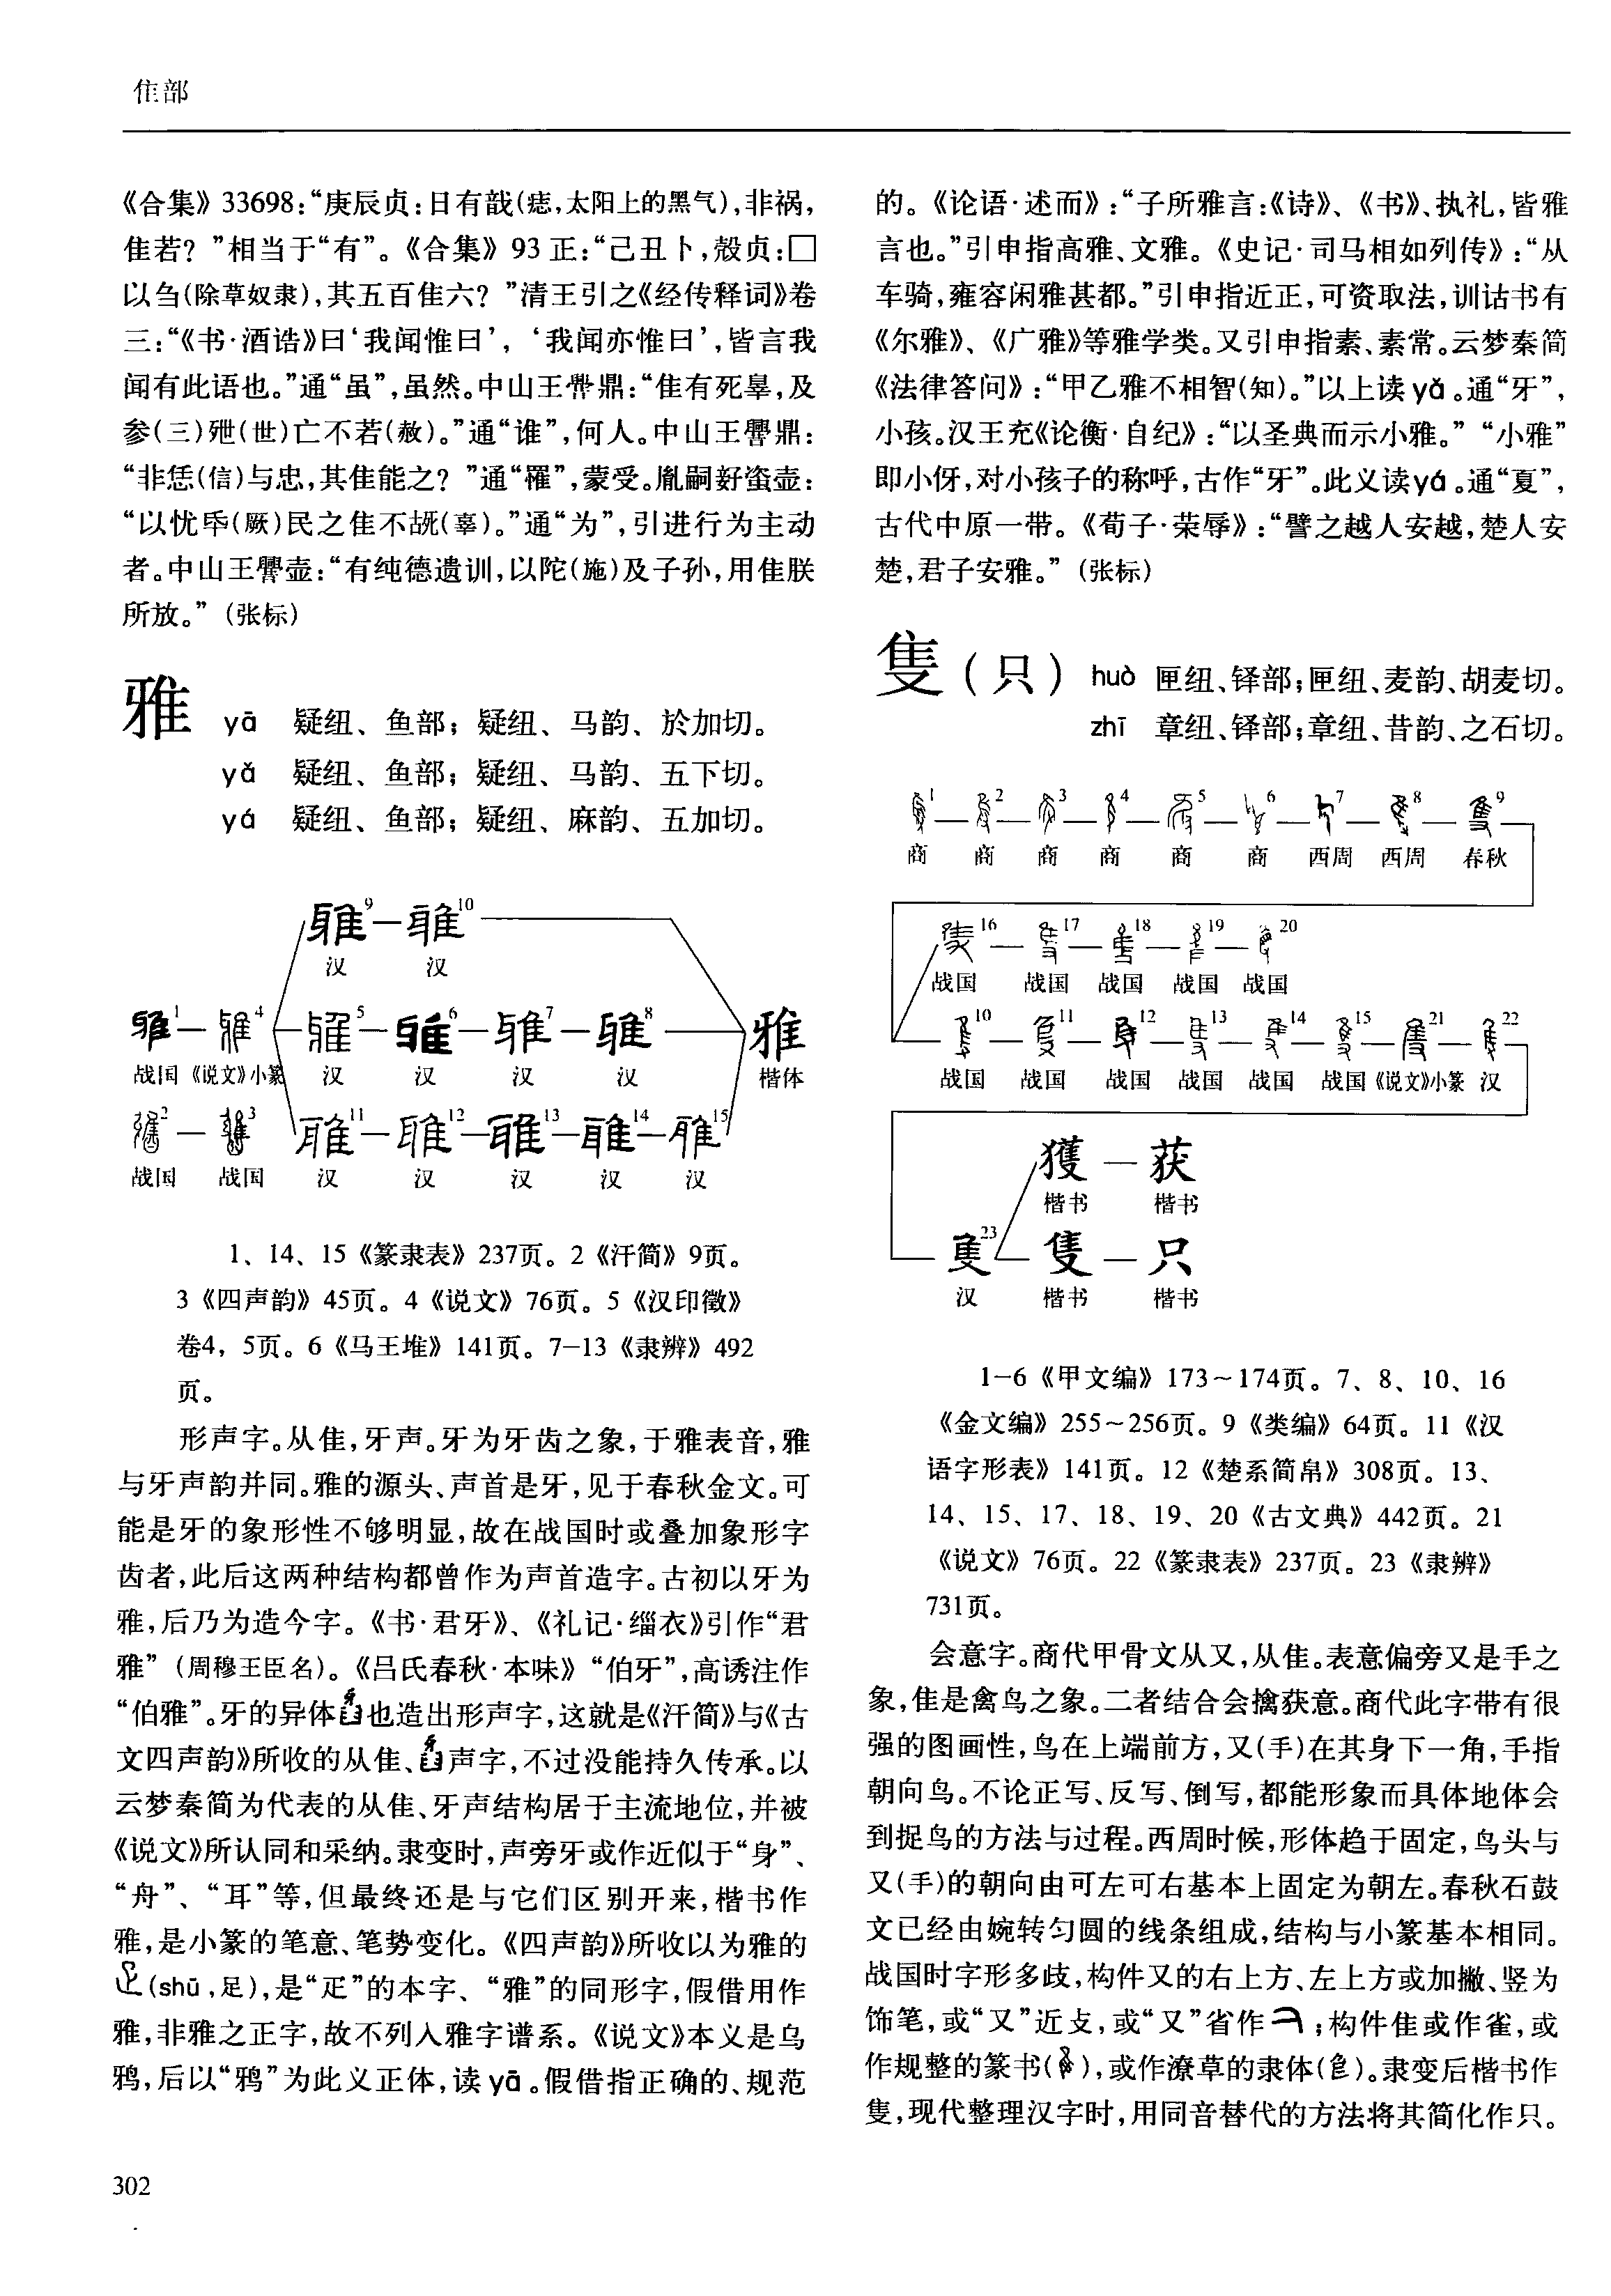 隹部
《合集》33698：“庚辰贞：日有戠(痣，太阳上的黑气)，非祸，
隹若？”相当于“有”。《合集》93正：“己丑卜，㱿贞：□
以刍(除草奴隶)，其五百隹六？”清王引之《经传释词》卷
三：“《书·酒诰》曰‘我闻惟曰’，‘我闻亦惟曰’，皆言我
闻有此语也。”通“虽”，虽然。中山王鼎：“隹有死辠，及
参(三)殜(世)亡不若(赦)。”通“谁”，何人。中山王鼎：
“非恁(信)与忠，其隹能之？”通“罹”，蒙受。胤嗣𧊒壶：
“以忧氒(厥)民之隹不(辜)。”通“为”，引进行为主动
者。中山王壶：“有纯德遗训，以陀(施)及子孙，用隹朕
所放。”(张标)
雅 yā 疑纽、鱼部；疑纽、马韵、於加切。
yǎ 疑纽、鱼部；疑纽、马韵、五下切。
yá 疑纽、鱼部；疑纽、麻韵、五加切。
9 10
汉 汉
1 4 5 6 7 8 雅
战国 《说文》小篆 汉 汉 汉 汉 楷体
2 3 11 12 13 14 15
战国 战国 汉 汉 汉 汉 汉
1、14、15《篆隶表》237页。2《汗简》9页。
3《四声韵》45页。4《说文》76页。5《汉印徵》
卷4，5页。6《马王堆》141页。7—13《隶辨》492
页。
形声字。从隹，牙声。牙为牙齿之象，于雅表音，雅
与牙声韵并同。雅的源头、声首是牙，见于春秋金文。可
能是牙的象形性不够明显，故在战国时或叠加象形字
齿者，此后这两种结构都曾作为声首造字。古初以牙为
雅，后乃为造今字。《书·君牙》、《礼记·缁衣》引作“君
雅”(周穆王臣名)。《吕氏春秋·本味》“伯牙”，高诱注作
“伯雅”。牙的异体也造出形声字，这就是《汗简》与《古
文四声韵》所收的从隹、声字，不过没能持久传承。以
云梦秦简为代表的从隹、牙声结构居于主流地位，并被
《说文》所认同和采纳。隶变时，声旁牙或作近似于“身”、
“舟”、“耳”等，但最终还是与它们区别开来，楷书作
雅，是小篆的笔意、笔势变化。《四声韵》所收以为雅的
(shū，足)，是“疋”的本字、“雅”的同形字，假借用作
雅，非雅之正字，故不列入雅字谱系。《说文》本义是乌
鸦，后以“鸦”为此义正体，读yā。假借指正确的、规范
的。《论语·述而》：“子所雅言：《诗》、《书》、执礼，皆雅
言也。”引申指高雅、文雅。《史记·司马相如列传》：“从
车骑，雍容闲雅甚都。”引申指近正，可资取法，训诂书有
《尔雅》、《广雅》等雅学类。又引申指素、素常。云梦秦简
《法律答问》：“甲乙雅不相智(知)。”以上读yǎ。通“牙”，
小孩。汉王充《论衡·自纪》：“以圣典而示小雅。”“小雅”
即小伢，对小孩子的称呼，古作“牙”。此义读yá。通“夏”，
古代中原一带。《荀子·荣辱》：“譬之越人安越，楚人安
楚，君子安雅。”(张标)
隻(只) huò 匣纽、铎部；匣纽、麦韵、胡麦切。
zhī 章纽、铎部；章纽、昔韵、之石切。
1 2 3 4 5 6 7 8 9
商 商 商 商 商 商 西周 西周 春秋
16 17 18 19 20
战国 战国 战国 战国 战国
10 11 12 13 14 15 21 22
战国 战国 战国 战国 战国 战国 《说文》小篆 汉
獲 获
楷书 楷书
23 隻 只
汉 楷书 楷书
1—6《甲文编》173～174页。7、8、10、16
《金文编》255～256页。9《类编》64页。11《汉
语字形表》141页。12《楚系简帛》308页。13、
14、15、17、18、19、20《古文典》442页。21
《说文》76页。22《篆隶表》237页。23《隶辨》
731页。
会意字。商代甲骨文从又，从隹。表意偏旁又是手之
象，隹是禽鸟之象。二者结合会擒获意。商代此字带有很
强的图画性，鸟在上端前方，又(手)在其身下一角，手指
朝向鸟。不论正写、反写、倒写，都能形象而具体地体会
到捉鸟的方法与过程。西周时候，形体趋于固定，鸟头与
又(手)的朝向由可左可右基本上固定为朝左。春秋石鼓
文已经由婉转匀圆的线条组成，结构与小篆基本相同。
战国时字形多歧，构件又的右上方、左上方或加撇、竖为
饰笔，或“又”近攴，或“又”省作；构件隹或作雀，或
作规整的篆书()，或作潦草的隶体()。隶变后楷书作
隻，现代整理汉字时，用同音替代的方法将其简化作只。
302